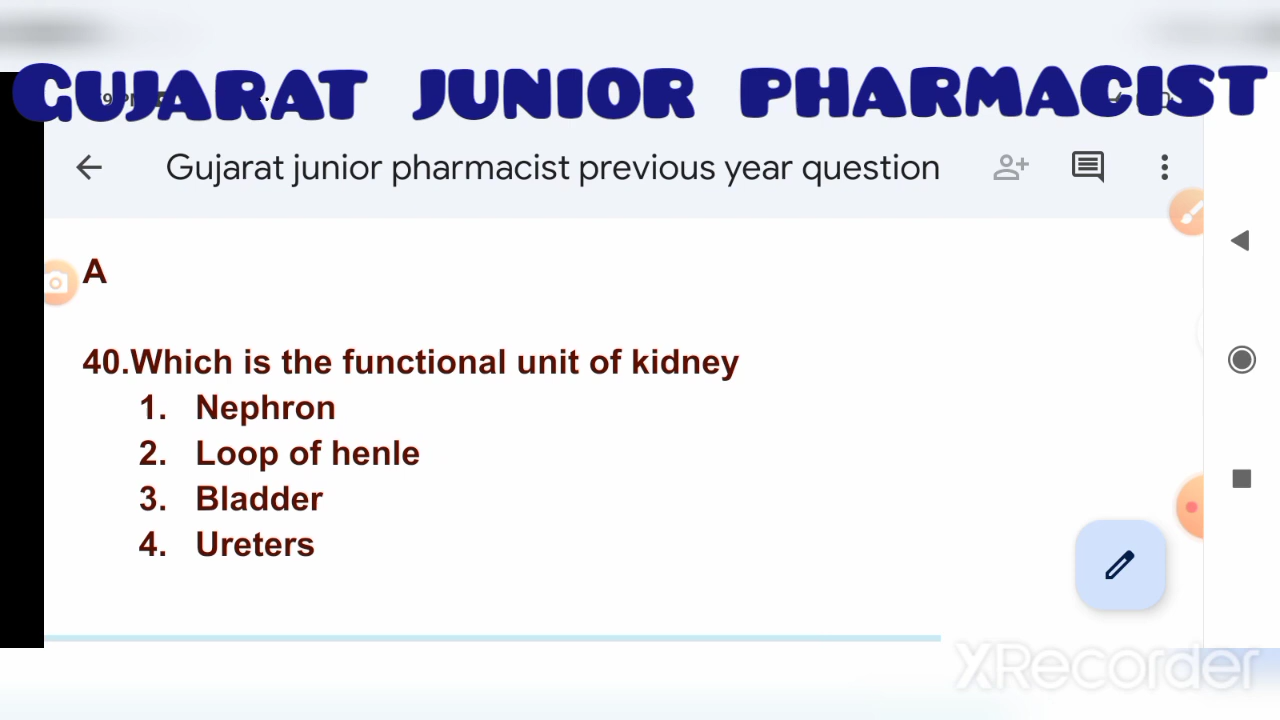 GUJARAT JUNIOR PHARMACIST
Gujarat junior pharmacist previous year question
A
40.Which is the functional unit of kidney
1. Nephron
2. Loop of henle
3. Bladder
4. Ureters
XRecorder